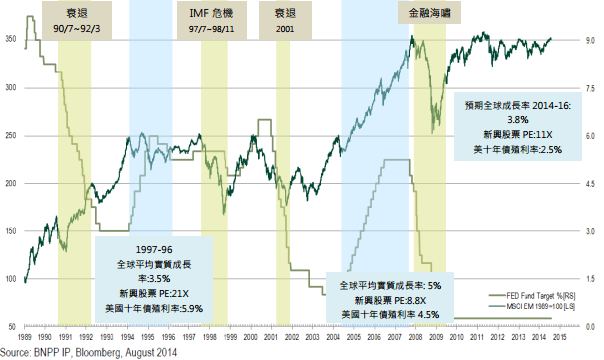 衰退
90/7~92/3
IMF 危機
97/7~98/11
衰退
2001
金融海嘯
350
300
250
200
150
100
50
9.0
7.5
6.0
4.5
3.0
1.5
0.0
預期全球成長率 2014-16:
3.8%
新興股票 PE:11X
美十年債殖利率:2.5%
1997-96
全球平均實質成長
率:3.5%
新興股票 PE:21X
美國十年債殖利率:5.9%
全球平均實質成長率: 5%
新興股票 PE:8.8X
美國十年債殖利率 4.5%
FED Fund Target %[RS]
MSCI EM 1989=100 [LS]
1989 1990 1991 1992 1993 1994 1995 1996 1997 1998 1999 2000 2001 2002 2003 2004 2005 2006 2007 2008 2009 2010 2011 2012 2013 2014 2015
Source: BNPP IP, Bloomberg, August 2014